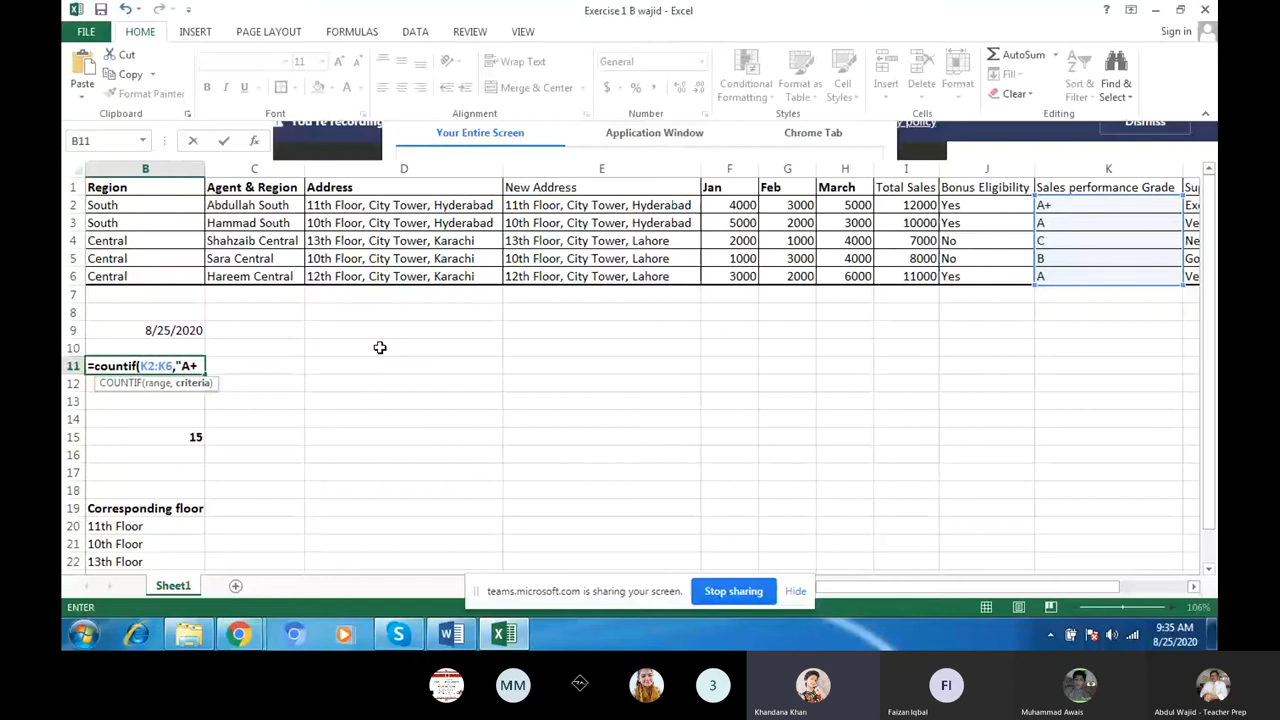 Exercise 1 B wajid - Excel
FILE HOME INSERT PAGE LAYOUT FORMULAS DATA REVIEW VIEW Sign in
Paste Cut Copy Format Painter Clipboard
11 B I U A Font
Wrap Text Merge & Center Alignment
General $ % Number
Conditional Formatting Format as Table Cell Styles Styles
Insert Delete Format Cells
AutoSum Fill Clear Sort & Filter Find & Select Editing
B11 fx
Your Entire Screen Application Window Chrome Tab
policy Dismiss
B C D E F G H I J K
1 Region Agent & Region Address New Address Jan Feb March Total Sales Bonus Eligibility Sales performance Grade Su
2 South Abdullah South 11th Floor, City Tower, Hyderabad 11th Floor, City Tower, Hyderabad 4000 3000 5000 12000 Yes A+ Exc
3 South Hammad South 10th Floor, City Tower, Hyderabad 10th Floor, City Tower, Hyderabad 5000 2000 3000 10000 Yes A Ve
4 Central Shahzaib Central 13th Floor, City Tower, Karachi 13th Floor, City Tower, Lahore 2000 1000 4000 7000 No C Ne
5 Central Sara Central 10th Floor, City Tower, Karachi 10th Floor, City Tower, Lahore 1000 3000 4000 8000 No B Go
6 Central Hareem Central 12th Floor, City Tower, Karachi 12th Floor, City Tower, Lahore 3000 2000 6000 11000 Yes A Ve
7
8
9 8/25/2020
10
11 =countif(K2:K6,"A+
12 COUNTIF(range, criteria)
13
14
15 15
16
17
18
19 Corresponding floor
20 11th Floor
21 10th Floor
22 13th Floor
Sheet1
teams.microsoft.com is sharing your screen. Stop sharing Hide
ENTER 106%
9:35 AM
8/25/2020
MM 3 FI
Khandana Khan Faizan Iqbal Muhammad Awais Abdul Wajid - Teacher Prep